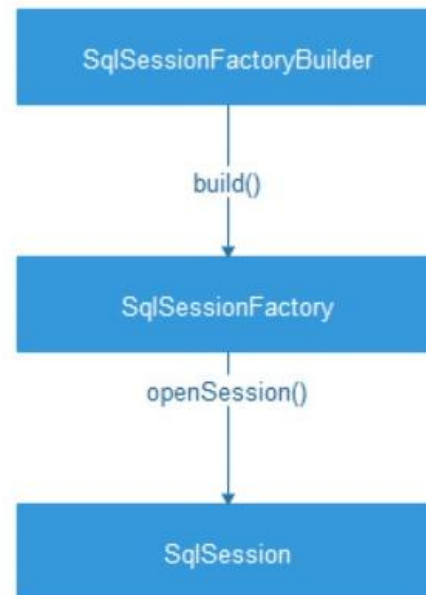 SqlSessionFactoryBuilder
build()
SqlSessionFactory
openSession()
SqlSession